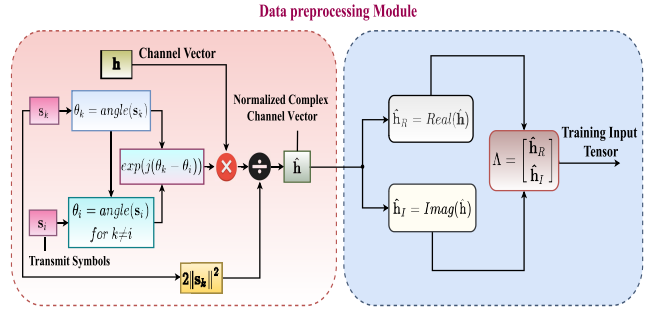 Data preprocessing Module
h
Channel Vector
s_k
θ_k = angle(s_k)
exp(j(θ_k − θ_i))
×
÷
Normalized Complex
Channel Vector
ĥ
s_i
θ_i = angle(s_i)
for k≠i
Transmit Symbols
2‖s_k‖²
ĥ_R = Real(ĥ)
ĥ_I = Imag(ĥ)
Λ = [ĥ_R
ĥ_I]
Training Input
Tensor